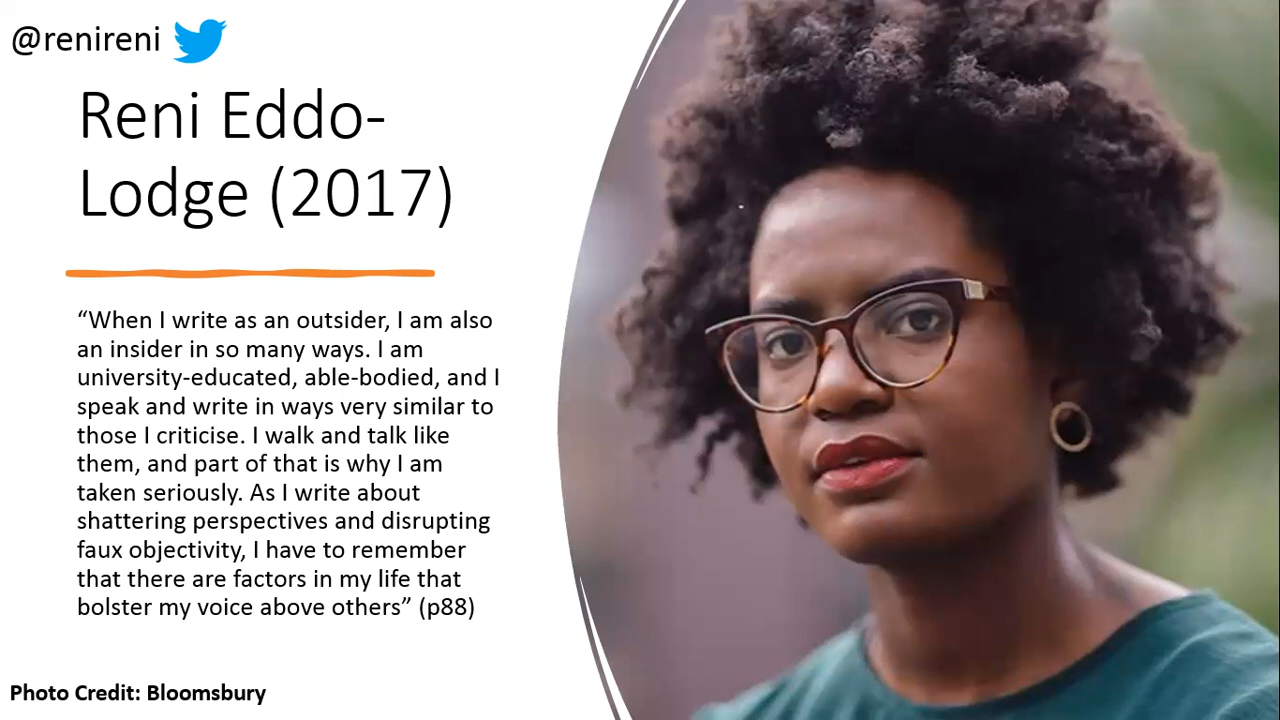 @renireni
Reni Eddo-
Lodge (2017)
“When I write as an outsider, I am also
an insider in so many ways. I am
university-educated, able-bodied, and I
speak and write in ways very similar to
those I criticise. I walk and talk like
them, and part of that is why I am
taken seriously. As I write about
shattering perspectives and disrupting
faux objectivity, I have to remember
that there are factors in my life that
bolster my voice above others” (p88)
Photo Credit: Bloomsbury